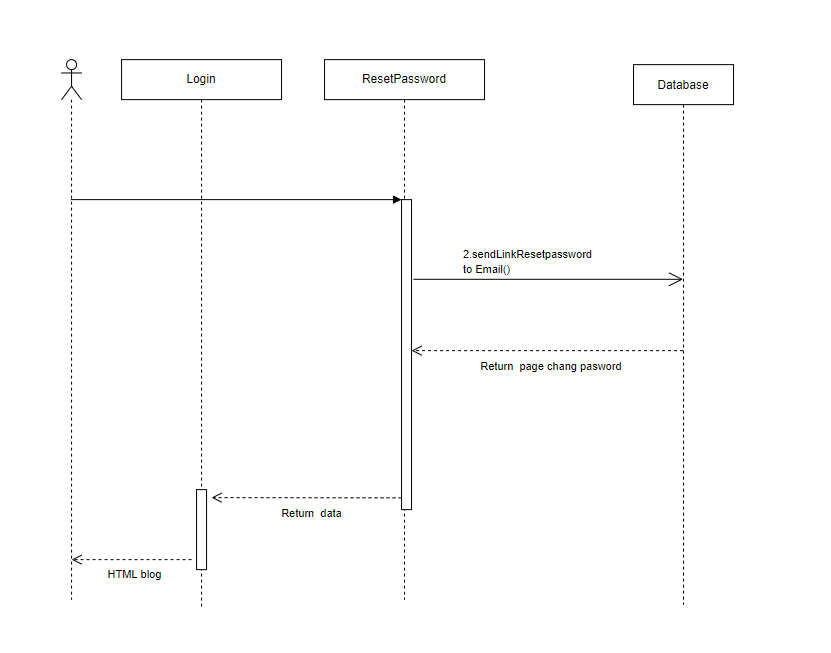 Login
ResetPassword
Database
2.sendLinkResetpassword
to Email()
Return page chang pasword
Return data
HTML blog